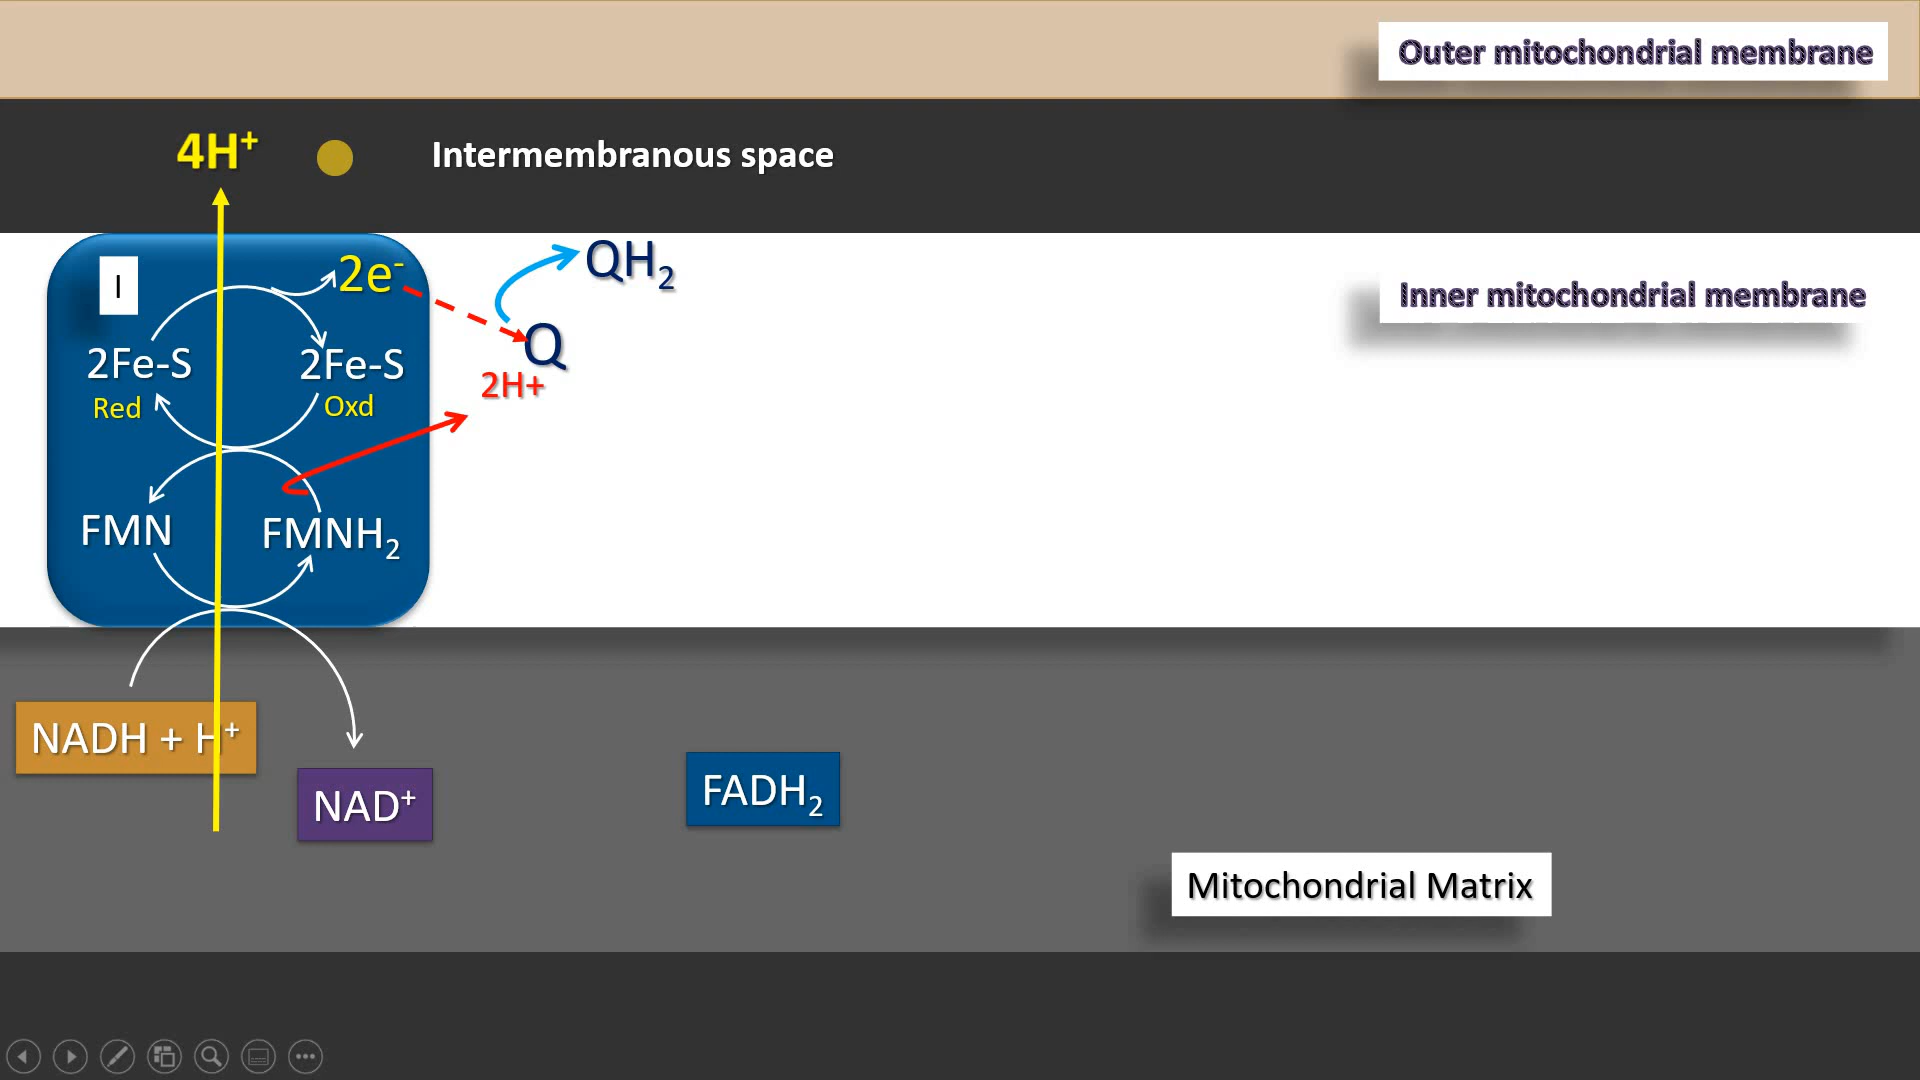 Outer mitochondrial membrane
4H⁺
Intermembranous space
I
2e⁻
QH₂
Inner mitochondrial membrane
Q
2H+
2Fe-S
2Fe-S
Red
Oxd
FMN
FMNH₂
NADH + H⁺
NAD⁺
FADH₂
Mitochondrial Matrix